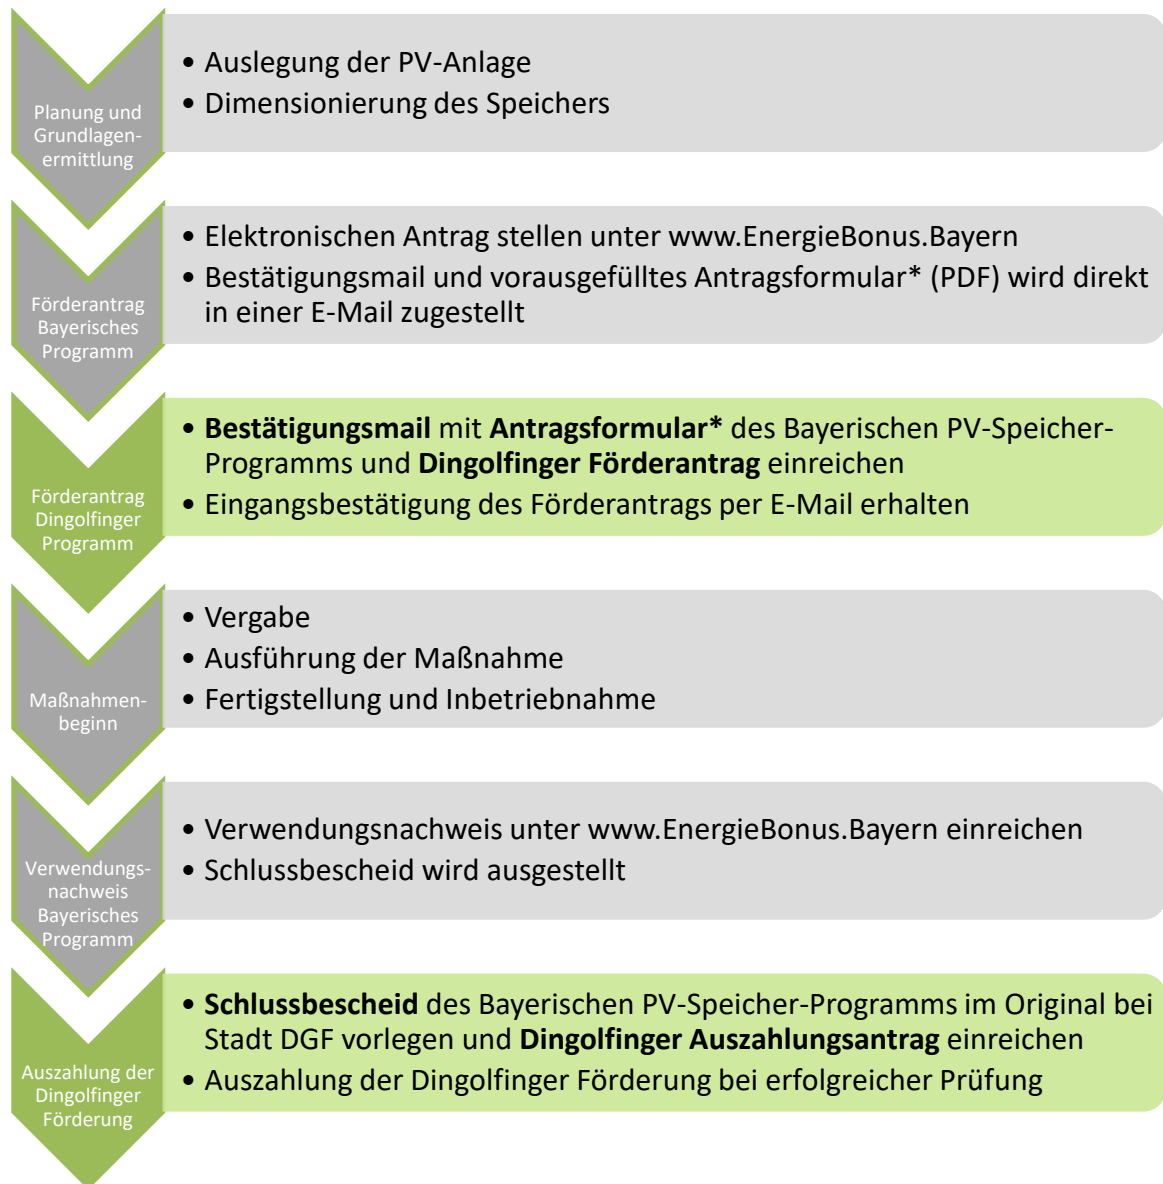 Planung und
Grundlagen-
ermittlung
• Auslegung der PV-Anlage
• Dimensionierung des Speichers
Förderantrag
Bayerisches
Programm
• Elektronischen Antrag stellen unter www.EnergieBonus.Bayern
• Bestätigungsmail und vorausgefülltes Antragsformular* (PDF) wird direkt
in einer E-Mail zugestellt
Förderantrag
Dingolfinger
Programm
• Bestätigungsmail mit Antragsformular* des Bayerischen PV-Speicher-
Programms und Dingolfinger Förderantrag einreichen
• Eingangsbestätigung des Förderantrags per E-Mail erhalten
Maßnahmen-
beginn
• Vergabe
• Ausführung der Maßnahme
• Fertigstellung und Inbetriebnahme
Verwendungs-
nachweis
Bayerisches
Programm
• Verwendungsnachweis unter www.EnergieBonus.Bayern einreichen
• Schlussbescheid wird ausgestellt
Auszahlung der
Dingolfinger
Förderung
• Schlussbescheid des Bayerischen PV-Speicher-Programms im Original bei
Stadt DGF vorlegen und Dingolfinger Auszahlungsantrag einreichen
• Auszahlung der Dingolfinger Förderung bei erfolgreicher Prüfung